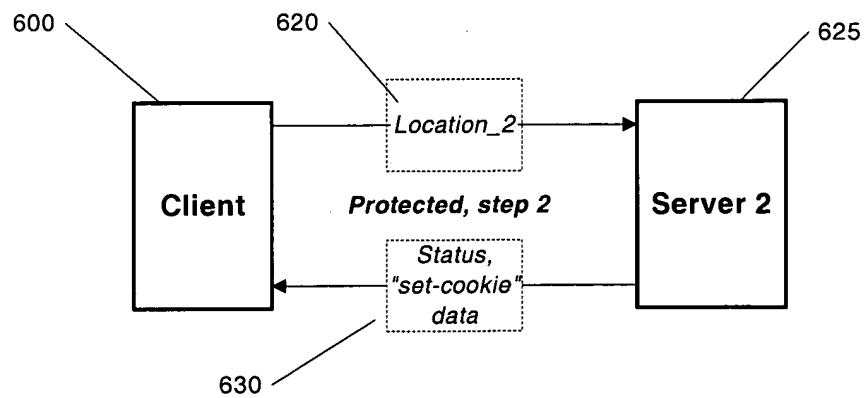 600
620
625
Location_2
Client
Protected, step 2
Server 2
Status,
"set-cookie"
data
630